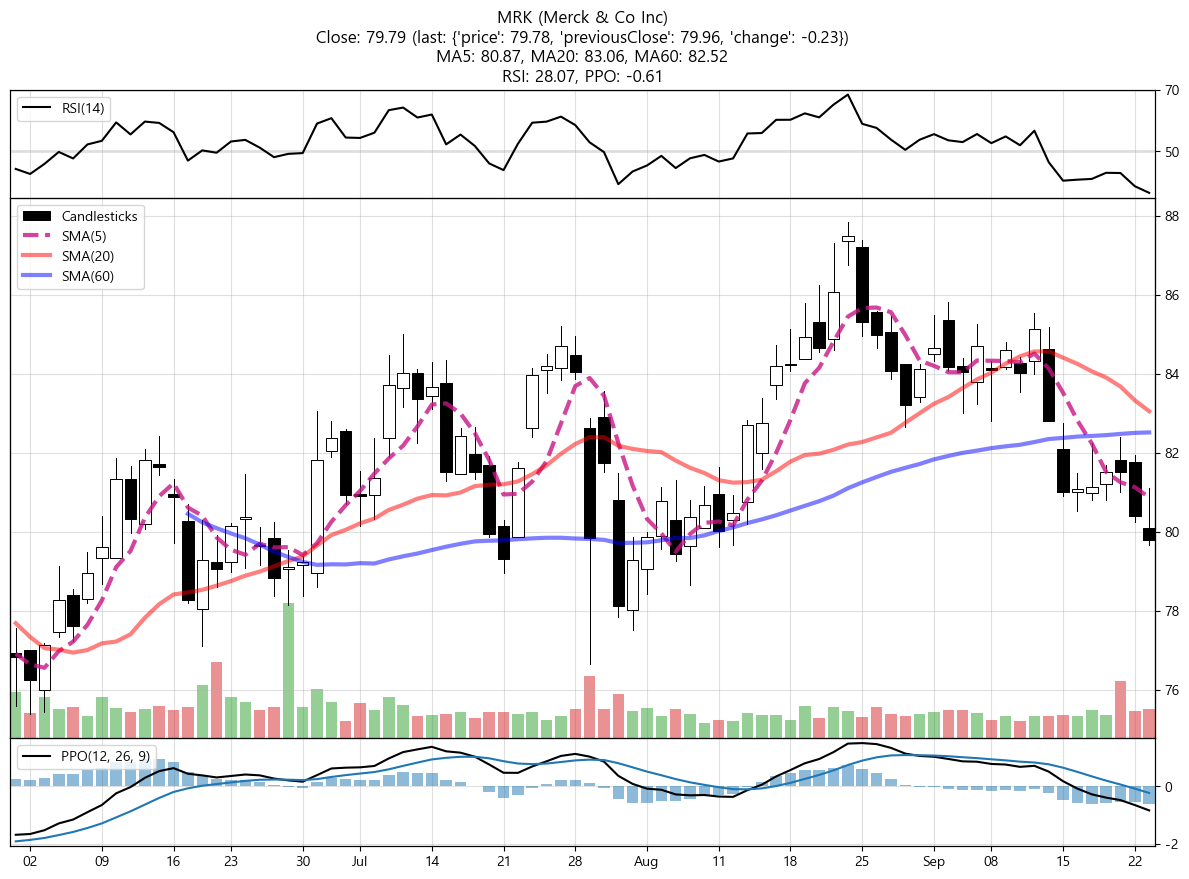 MRK (Merck & Co Inc)
Close: 79.79 (last: {'price': 79.78, 'previousClose': 79.96, 'change': -0.23})
MA5: 80.87, MA20: 83.06, MA60: 82.52
RSI: 28.07, PPO: -0.61
RSI(14)
70
50
Candlesticks
SMA(5)
SMA(20)
SMA(60)
88
86
84
82
80
78
76
PPO(12, 26, 9)
0
-2
02 09 16 23 30 Jul 14 21 28 Aug 11 18 25 Sep 08 15 22